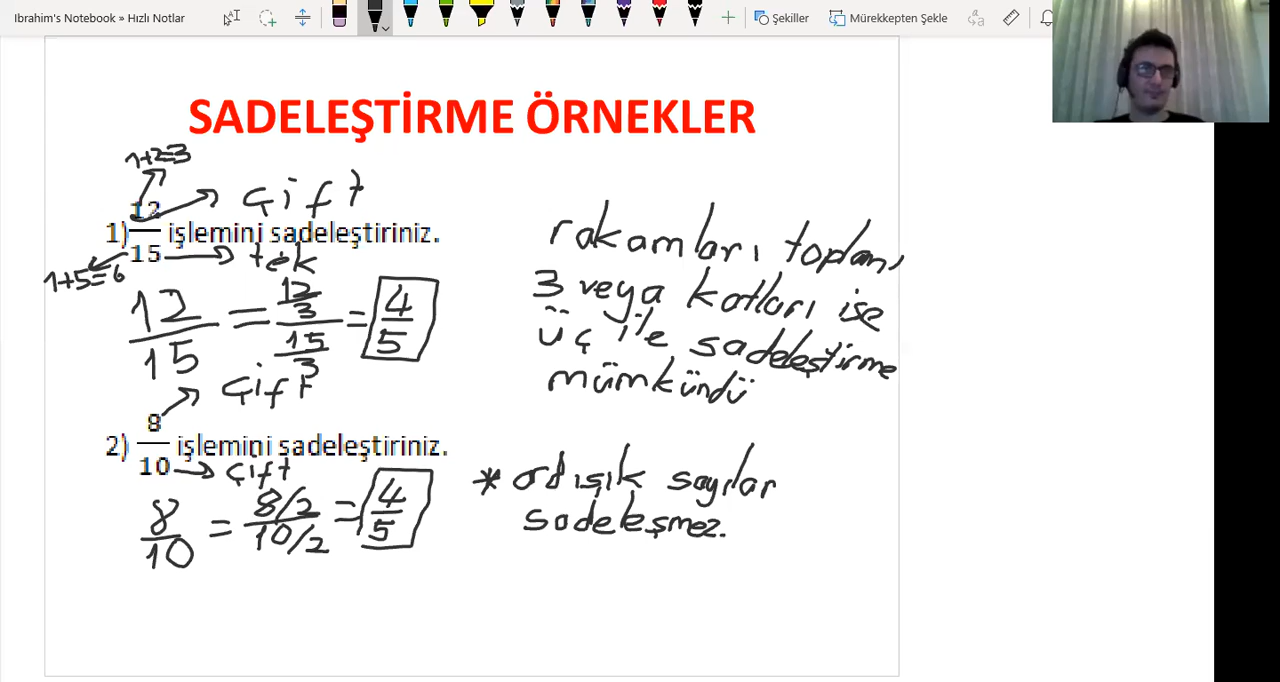 Ibrahim's Notebook » Hızlı Notlar
Şekiller
Mürekkepten Şekle
SADELEŞTİRME ÖRNEKLER
1+2=3
çift
1) 12/15 işlemini sadeleştiriniz.
tek
1+5=6
12/15 = (12/3)/(15/3) = 4/5
çift
2) 8/10 işlemini sadeleştiriniz.
çift
8/10 = (8/2)/(10/2) = 4/5
rakamları toplamı
3 veya katları ise
üç ile sadeleştirme
mümkündü
* ardışık sayılar
sadeleşmez.